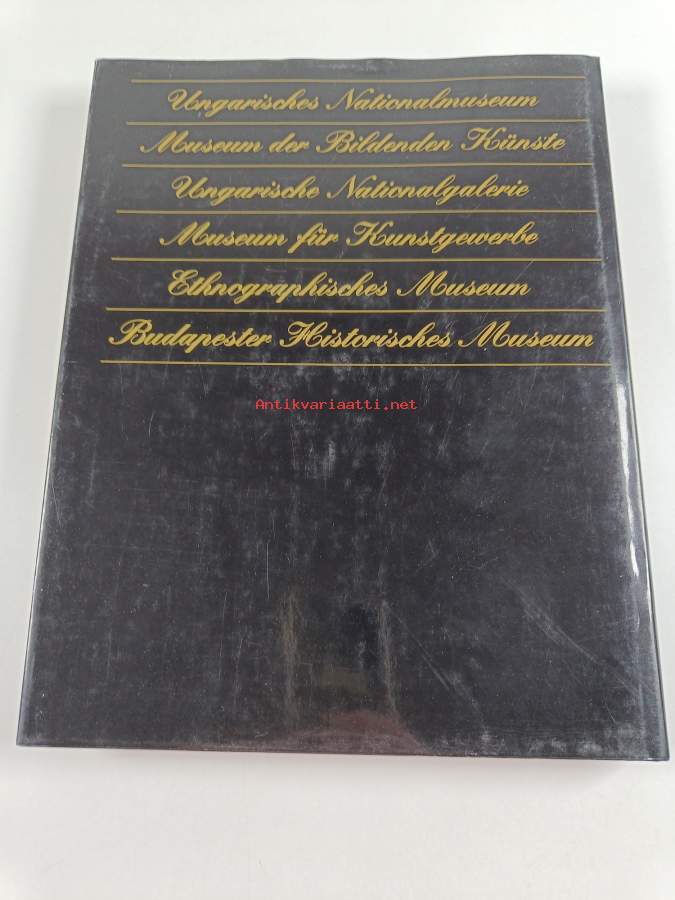 Ungarisches Nationalmuseum
Museum der Bildenden Künste
Ungarische Nationalgalerie
Museum für Kunstgewerbe
Ethnographisches Museum
Budapester Historisches Museum
Antikvariaatti.net